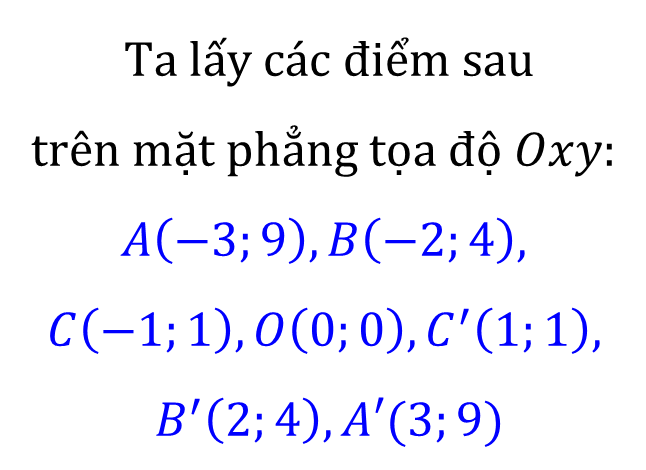 Ta lấy các điểm sau
trên mặt phẳng tọa độ Oxy:
A(−3; 9), B(−2; 4),
C(−1; 1), O(0; 0), C′(1; 1),
B′(2; 4), A′(3; 9)